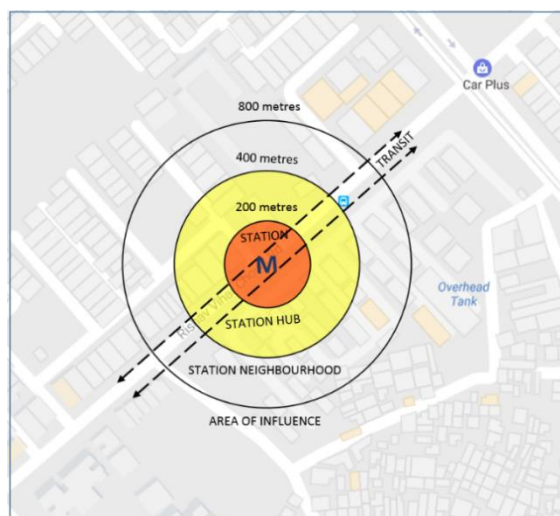 Car Plus
800 metres
TRANSIT
400 metres
200 metres
STATION
M
Overhead
Tank
STATION HUB
STATION NEIGHBOURHOOD
AREA OF INFLUENCE